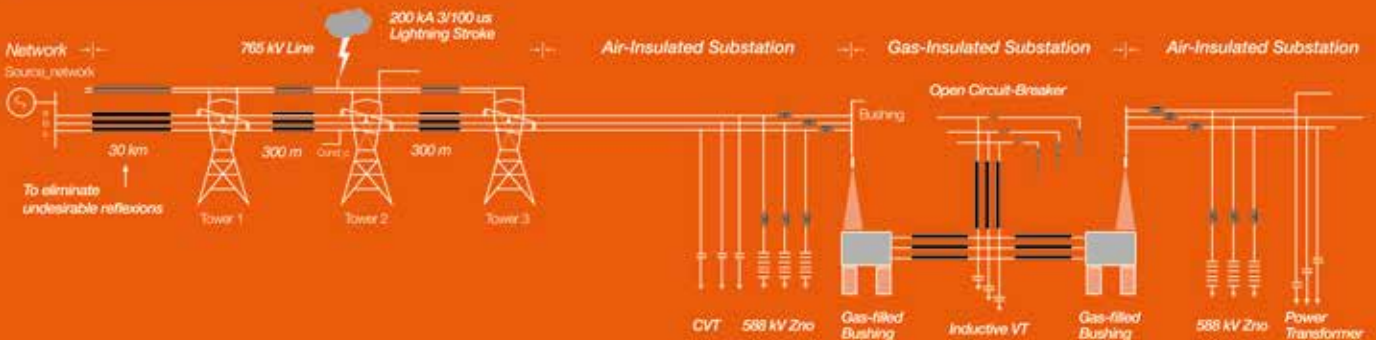 200 kA 3/100 us
Lightning Stroke
Network
765 kV Line
Air-Insulated Substation
Gas-Insulated Substation
Air-Insulated Substation
Source_network
Open Circuit-Breaker
Bushing
30 km
300 m
Cond_c
300 m
To eliminate
undesirable reflexions
Tower 1
Tower 2
Tower 3
CVT
588 kV Zno
Gas-filled
Bushing
Inductive VT
Gas-filled
Bushing
588 kV Zno
Power
Transformer